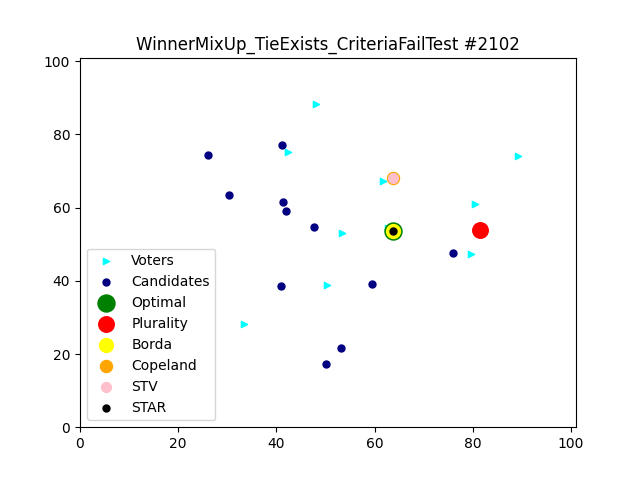 WinnerMixUp_TieExists_CriteriaFailTest #2102
100
80
60
40
20
0
0
20
40
60
80
100
Voters
Candidates
Optimal
Plurality
Borda
Copeland
STV
STAR